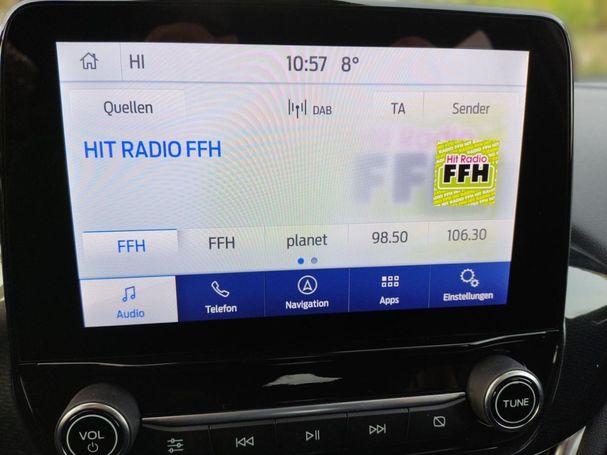 HI 10:57 8°
Quellen DAB TA Sender
HIT RADIO FFH
Hit Radio
FFH
FFH FFH planet 98.50 106.30
Audio Telefon Navigation Apps Einstellungen
VOL TUNE